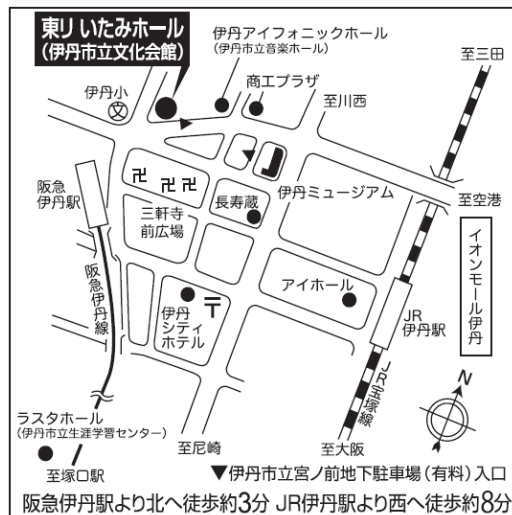 東リ いたみホール
(伊丹市立文化会館)
伊丹アイフォニックホール
(伊丹市立音楽ホール)
至三田
商工プラザ
伊丹小
文
至川西
阪急
伊丹駅
卍 卍 卍
長寿蔵
伊丹ミュージアム
至空港
三軒寺
前広場
イオンモール伊丹
阪急伊丹線
アイホール
伊丹
シティ
ホテル
〒
JR
伊丹駅
JR宝塚線
N
ラスタホール
(伊丹市立生涯学習センター)
至塚口駅
至尼崎
至大阪
▼伊丹市立宮ノ前地下駐車場(有料)入口
阪急伊丹駅より北へ徒歩約3分 JR伊丹駅より西へ徒歩約8分